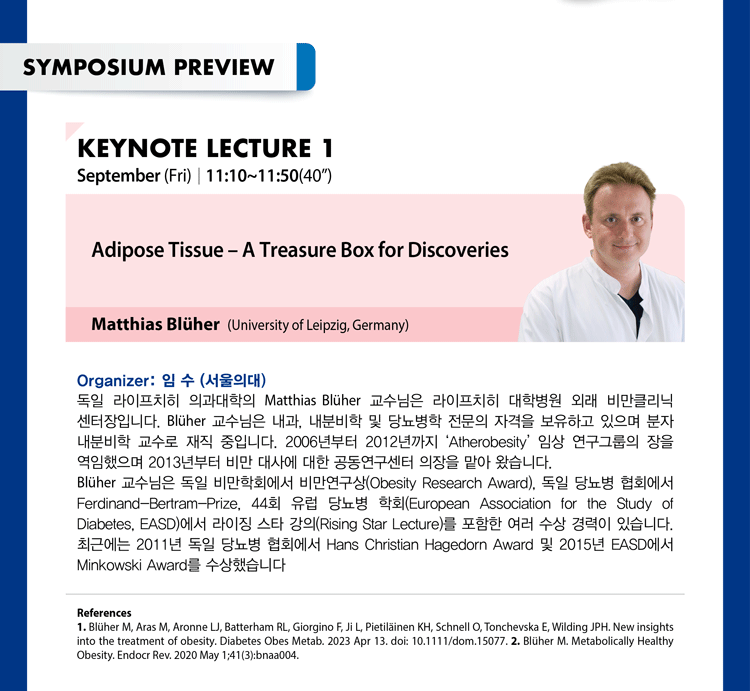 SYMPOSIUM PREVIEW
KEYNOTE LECTURE 1
September (Fri) | 11:10~11:50(40”)
Adipose Tissue – A Treasure Box for Discoveries
Matthias Blüher (University of Leipzig, Germany)
Organizer: 임 수 (서울의대)
독일 라이프치히 의과대학의 Matthias Blüher 교수님은 라이프치히 대학병원 외래 비만클리닉
센터장입니다. Blüher 교수님은 내과, 내분비학 및 당뇨병학 전문의 자격을 보유하고 있으며 분자
내분비학 교수로 재직 중입니다. 2006년부터 2012년까지 ‘Atherobesity’ 임상 연구그룹의 장을
역임했으며 2013년부터 비만 대사에 대한 공동연구센터 의장을 맡아 왔습니다.
Blüher 교수님은 독일 비만학회에서 비만연구상(Obesity Research Award), 독일 당뇨병 협회에서
Ferdinand–Bertram–Prize, 44회 유럽 당뇨병 학회(European Association for the Study of
Diabetes, EASD)에서 라이징 스타 강의(Rising Star Lecture)를 포함한 여러 수상 경력이 있습니다.
최근에는 2011년 독일 당뇨병 협회에서 Hans Christian Hagedorn Award 및 2015년 EASD에서
Minkowski Award를 수상했습니다
References
1. Blüher M, Aras M, Aronne LJ, Batterham RL, Giorgino F, Ji L, Pietiläinen KH, Schnell O, Tonchevska E, Wilding JPH. New insights
into the treatment of obesity. Diabetes Obes Metab. 2023 Apr 13. doi: 10.1111/dom.15077. 2. Blüher M. Metabolically Healthy
Obesity. Endocr Rev. 2020 May 1;41(3):bnaa004.